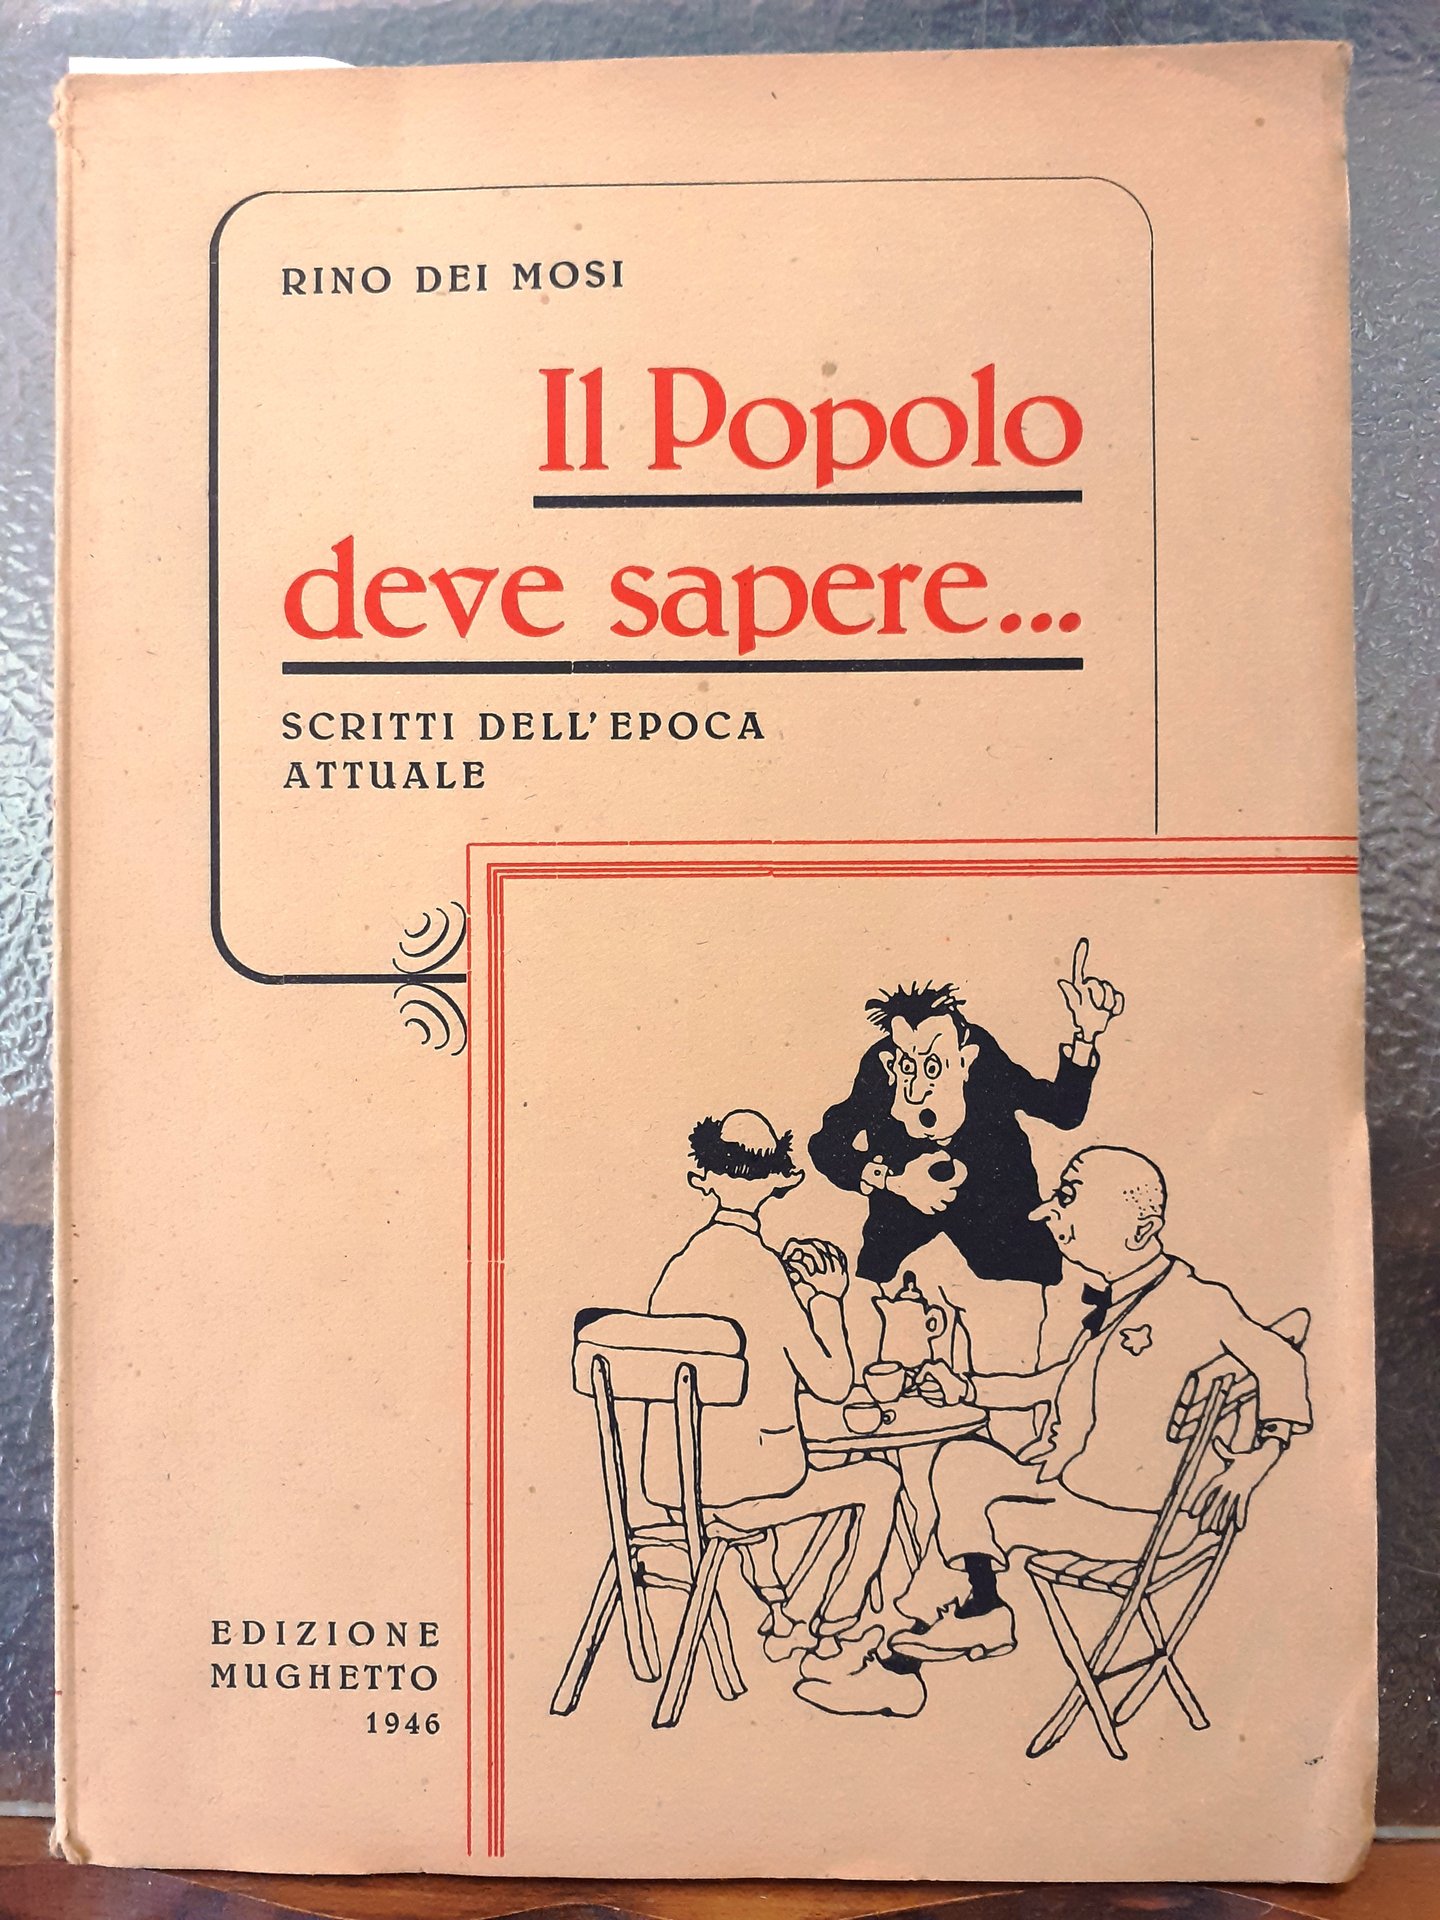 RINO DEI MOSI
Il Popolo
deve sapere...
SCRITTI DELL'EPOCA
ATTUALE
EDIZIONE
MUGHETTO
1946